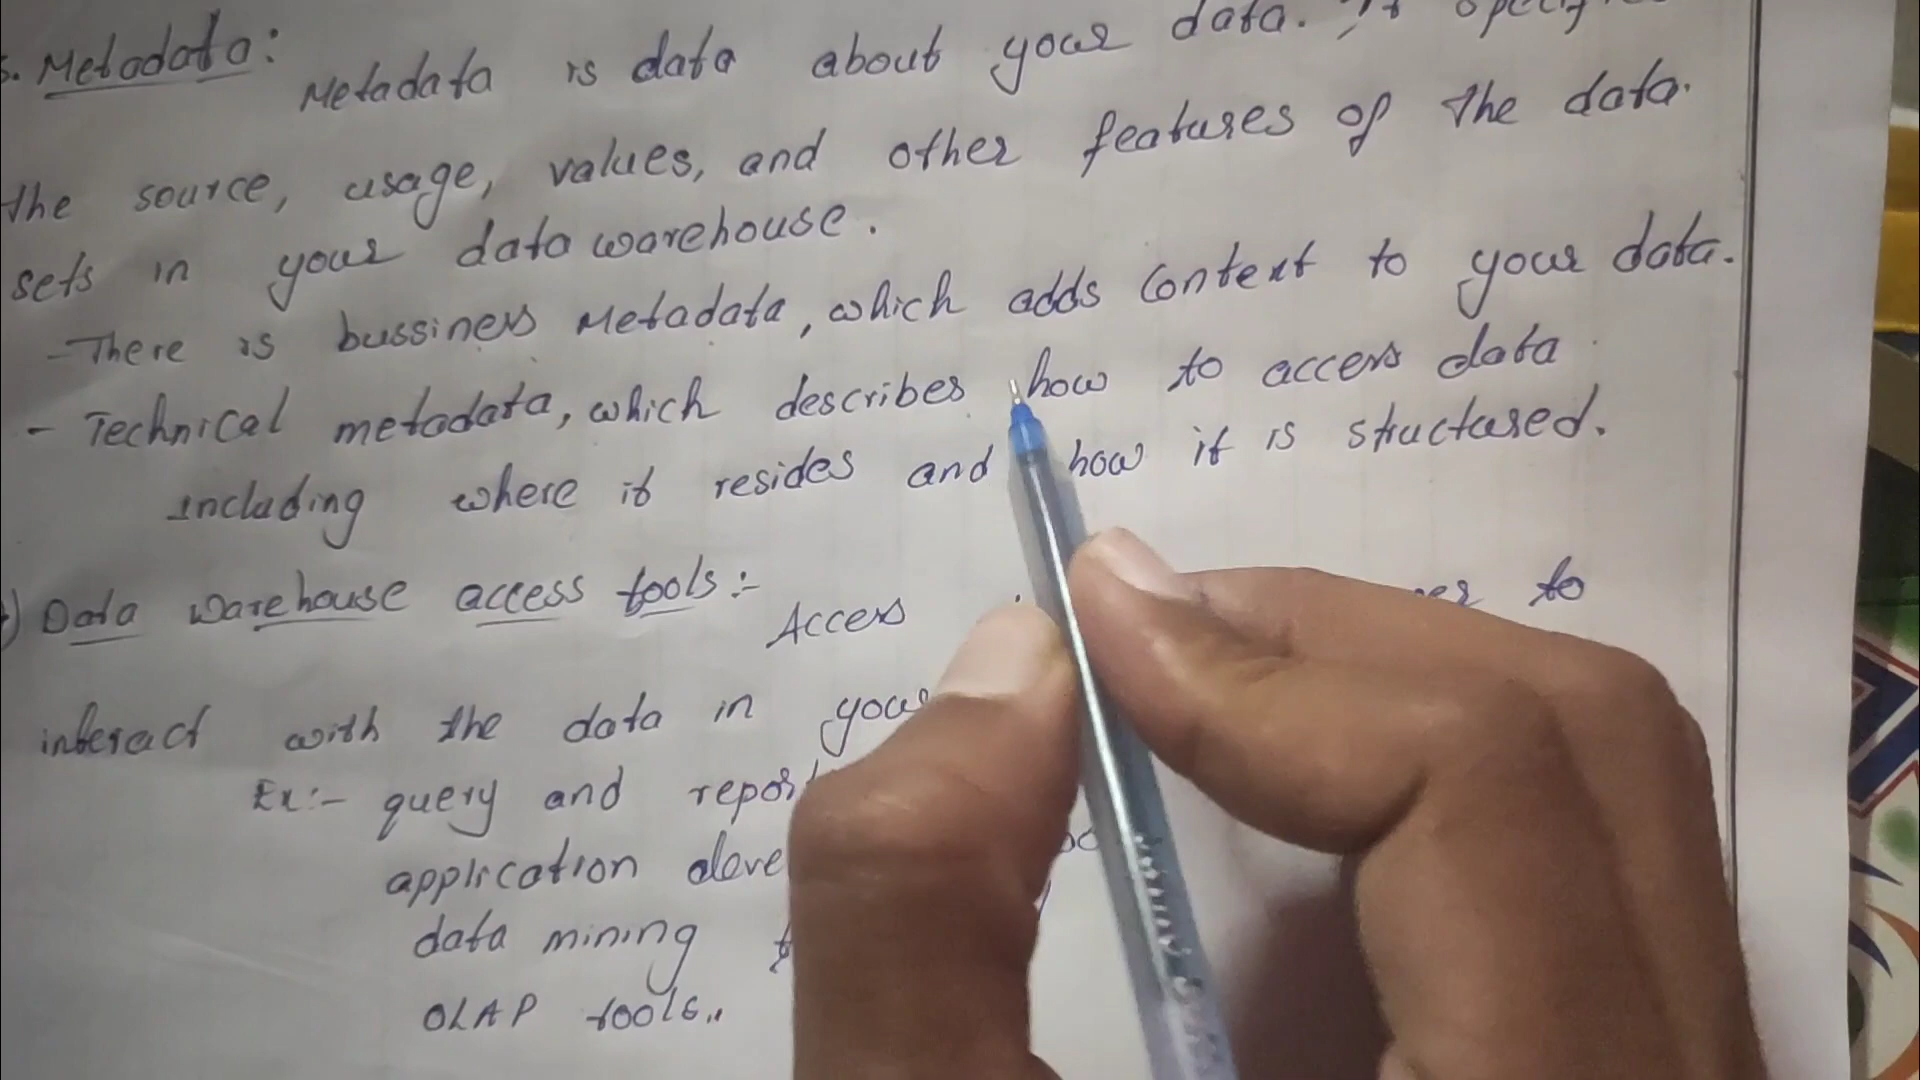 Metadata:
Metadata is data about your data. It
the source, usage, values, and other features of the data.
sets in your data warehouse.
- There is bussiness Metadata, which adds context to your data.
- Technical metadata, which describes how to access data
including where it resides and how it is structured.
Data warehouse access tools :-
Access to
interact with the data in your
Ex:- query and
application
data mining
OLAP tools..